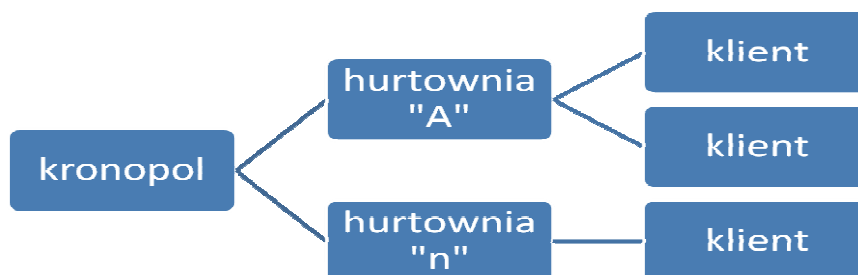 kronopol
hurtownia
"A"
klient
klient
hurtownia
"n"
klient